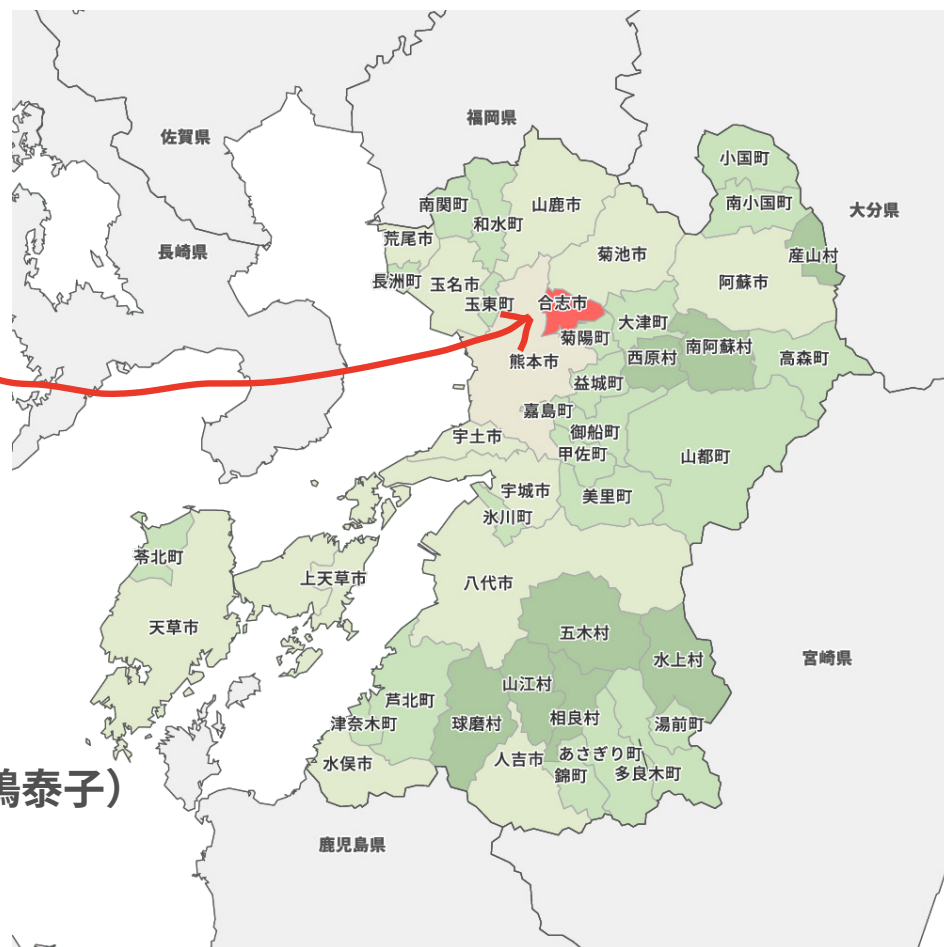 福岡県
佐賀県
小国町
南小国町
大分県
南関町
山鹿市
和水町
荒尾市
長崎県
菊池市
産山村
長洲町
玉名市
阿蘇市
玉東町
合志市
大津町
菊陽町
南阿蘇村
西原村
高森町
熊本市
益城町
嘉島町
御船町
宇土市
甲佐町
山都町
宇城市
美里町
氷川町
苓北町
上天草市
八代市
天草市
五木村
水上村
宮崎県
山江村
芦北町
相良村
津奈木町
球磨村
湯前町
あさぎり町
人吉市
水俣市
錦町
多良木町
嶋泰子）
鹿児島県